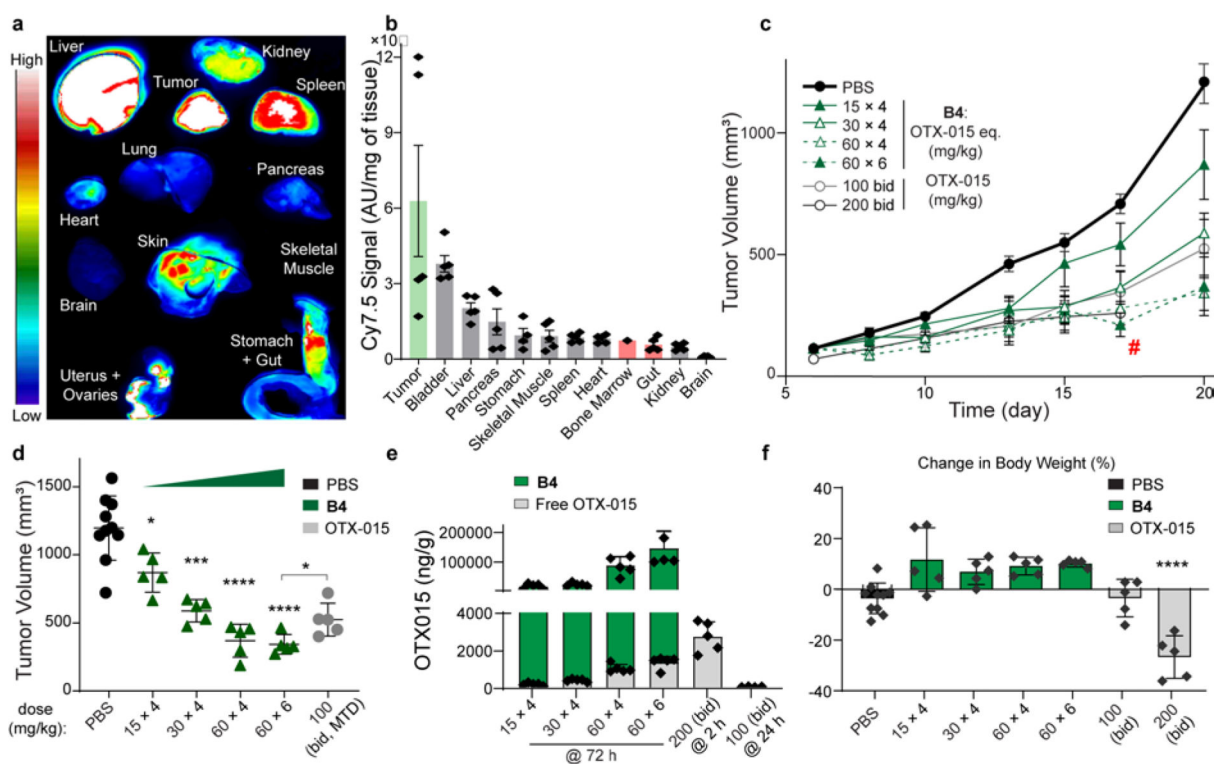 a
High
Low
Liver
Kidney
Tumor
Spleen
Lung
Pancreas
Heart
Skin
Skeletal
Muscle
Brain
Stomach
+ Gut
Uterus +
Ovaries
b
×10
Cy7.5 Signal (AU/mg of tissue)
12
9
6
3
0
Tumor
Bladder
Liver
Pancreas
Stomach
Skeletal Muscle
Spleen
Heart
Bone Marrow
Gut
Kidney
Brain
c
Tumor Volume (mm³)
1000
500
0
PBS
15 × 4
30 × 4
60 × 4
60 × 6
B4:
OTX-015 eq.
(mg/kg)
100 bid
200 bid
OTX-015
(mg/kg)
#
5
10
15
20
Time (day)
d
Tumor Volume (mm³)
1500
1000
500
0
PBS
B4
OTX-015
*
***
****
****
*
dose
(mg/kg):
PBS
15 × 4
30 × 4
60 × 4
60 × 6
100
(bid, MTD)
e
B4
Free OTX-015
OTX015 (ng/g)
200000
100000
4000
2000
0
15 × 4
30 × 4
60 × 4
60 × 6
@ 72 h
200 (bid)
@ 2 h
100 (bid)
@ 24 h
f
Change in Body Weight (%)
40
20
0
-20
-40
PBS
B4
OTX-015
****
PBS
15 × 4
30 × 4
60 × 4
60 × 6
100
(bid)
200
(bid)